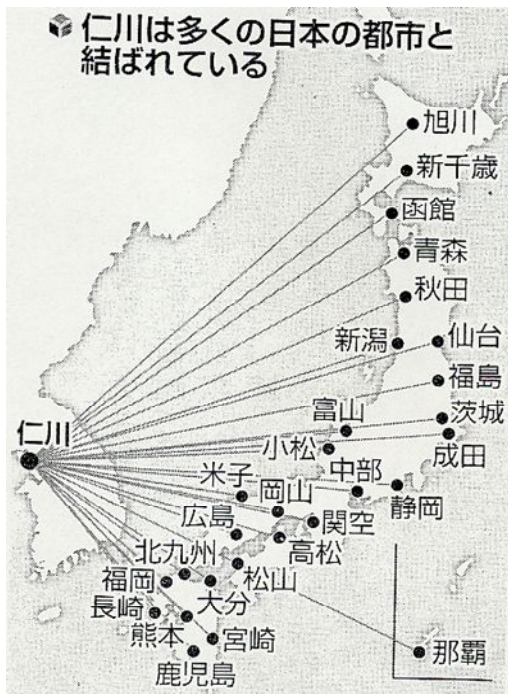 仁川は多くの日本の都市と
結ばれている
旭川
新千歳
函館
青森
秋田
新潟
仙台
福島
富山
茨城
仁川
小松
成田
米子
中部
岡山
静岡
広島
関空
高松
北九州
松山
福岡
大分
長崎
熊本
宮崎
鹿児島
那覇